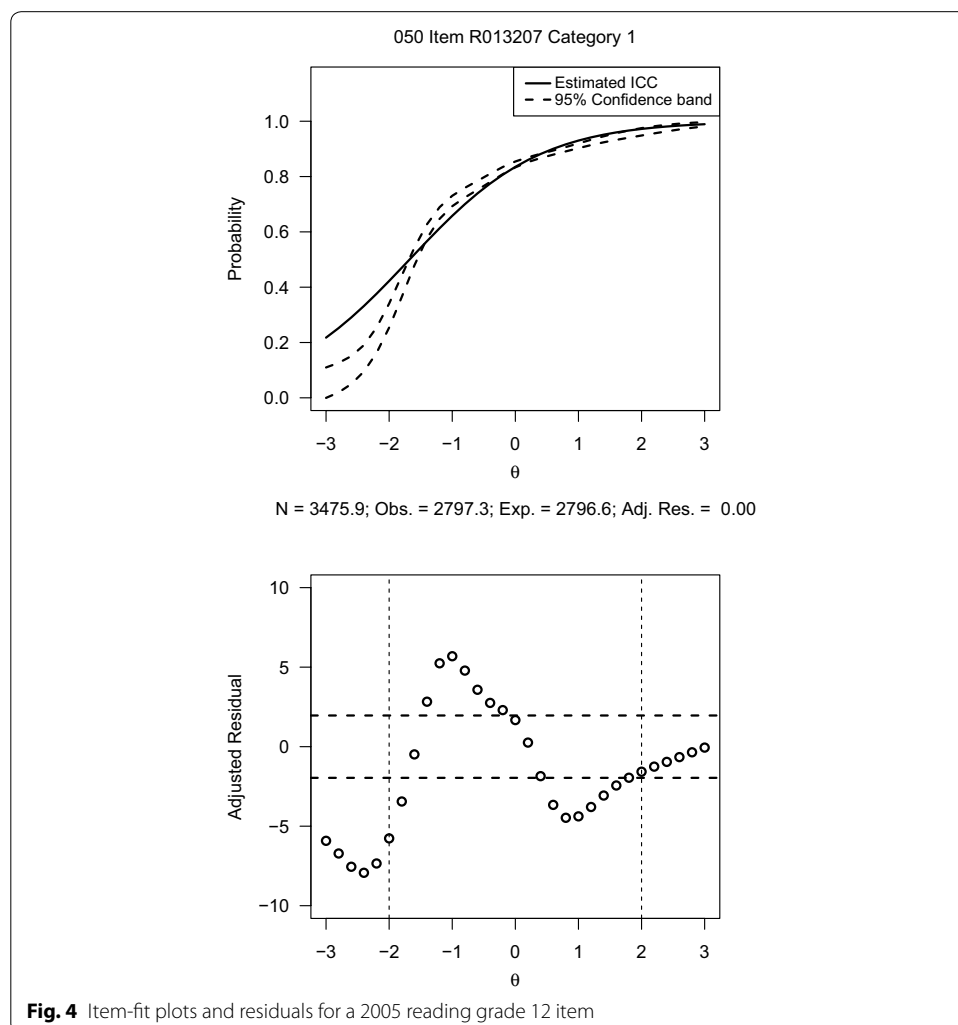 050 Item R013207 Category 1
Estimated ICC
95% Confidence band
Probability
1.0
0.8
0.6
0.4
0.2
0.0
−3 −2 −1 0 1 2 3
θ
N = 3475.9; Obs. = 2797.3; Exp. = 2796.6; Adj. Res. = 0.00
Adjusted Residual
10
5
0
−5
−10
−3 −2 −1 0 1 2 3
θ
Fig. 4 Item-fit plots and residuals for a 2005 reading grade 12 item